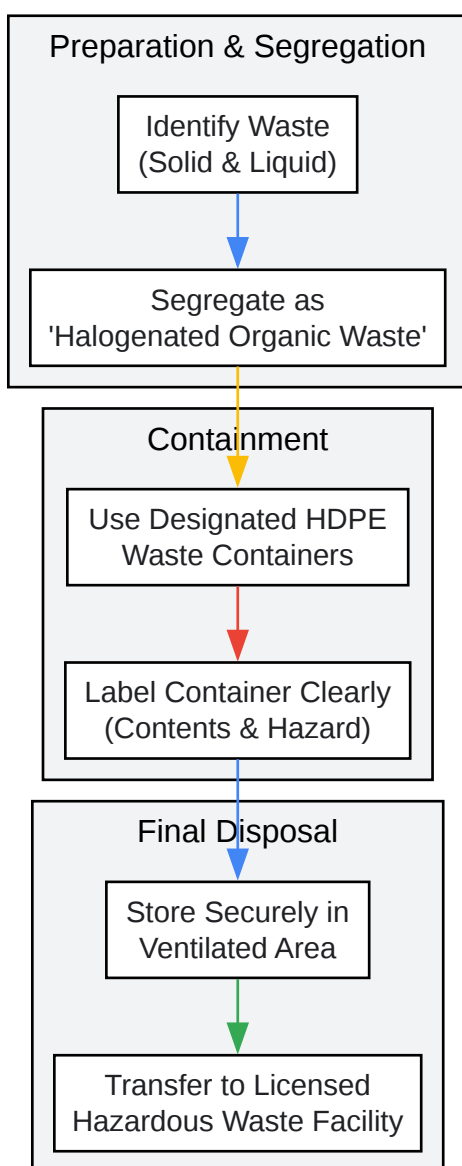 Preparation & Segregation
Identify Waste
(Solid & Liquid)
Segregate as
'Halogenated Organic Waste'
Containment
Use Designated HDPE
Waste Containers
Label Container Clearly
(Contents & Hazard)
Final Disposal
Store Securely in
Ventilated Area
Transfer to Licensed
Hazardous Waste Facility